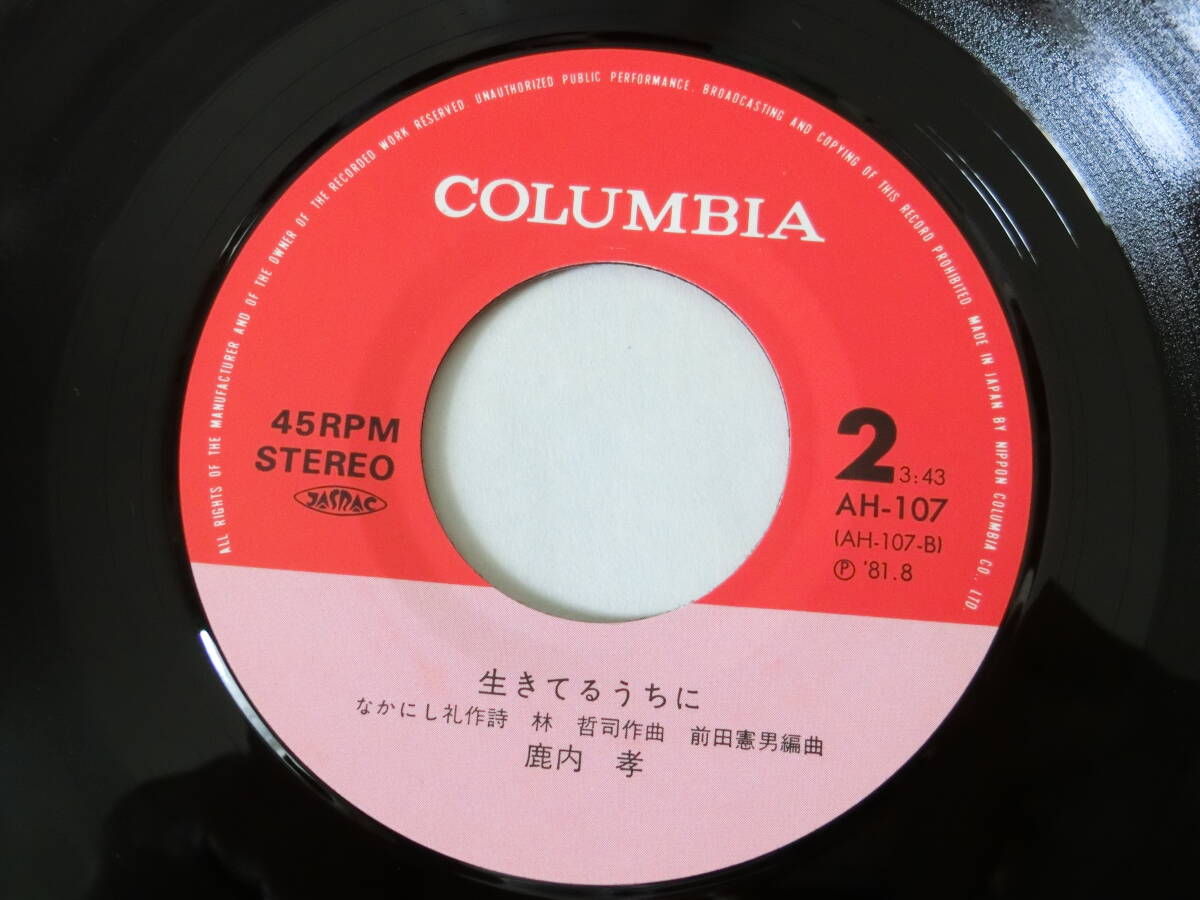 ALL RIGHTS OF THE MANUFACTURER AND OF THE OWNER OF THE RECORDED WORK RESERVED. UNAUTHORIZED PUBLIC PERFORMANCE. BROADCASTING AND COPYING OF THIS RECORD PROHIBITED. MADE IN JAPAN BY NIPPON COLUMBIA CO., LTD.
COLUMBIA
45RPM
STEREO
JASRAC
2 3:43
AH-107
(AH-107-B)
Ⓟ '81.8
生きてるうちに
なかにし礼作詩 林 哲司作曲 前田憲男編曲
鹿内 孝